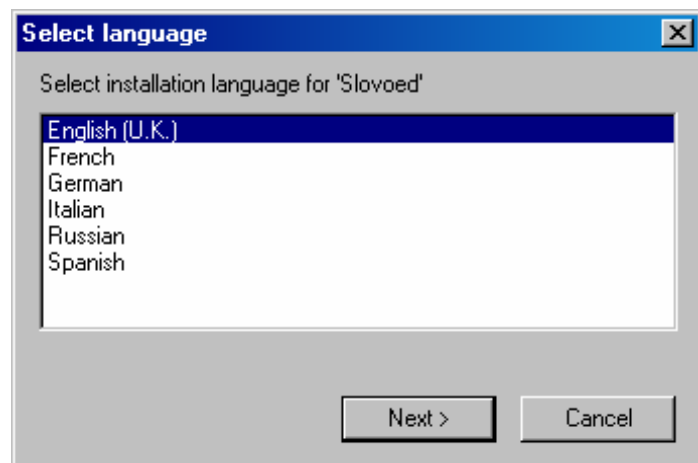 Select language
Select installation language for 'Slovoed'
English (U.K.)
French
German
Italian
Russian
Spanish
Next >
Cancel